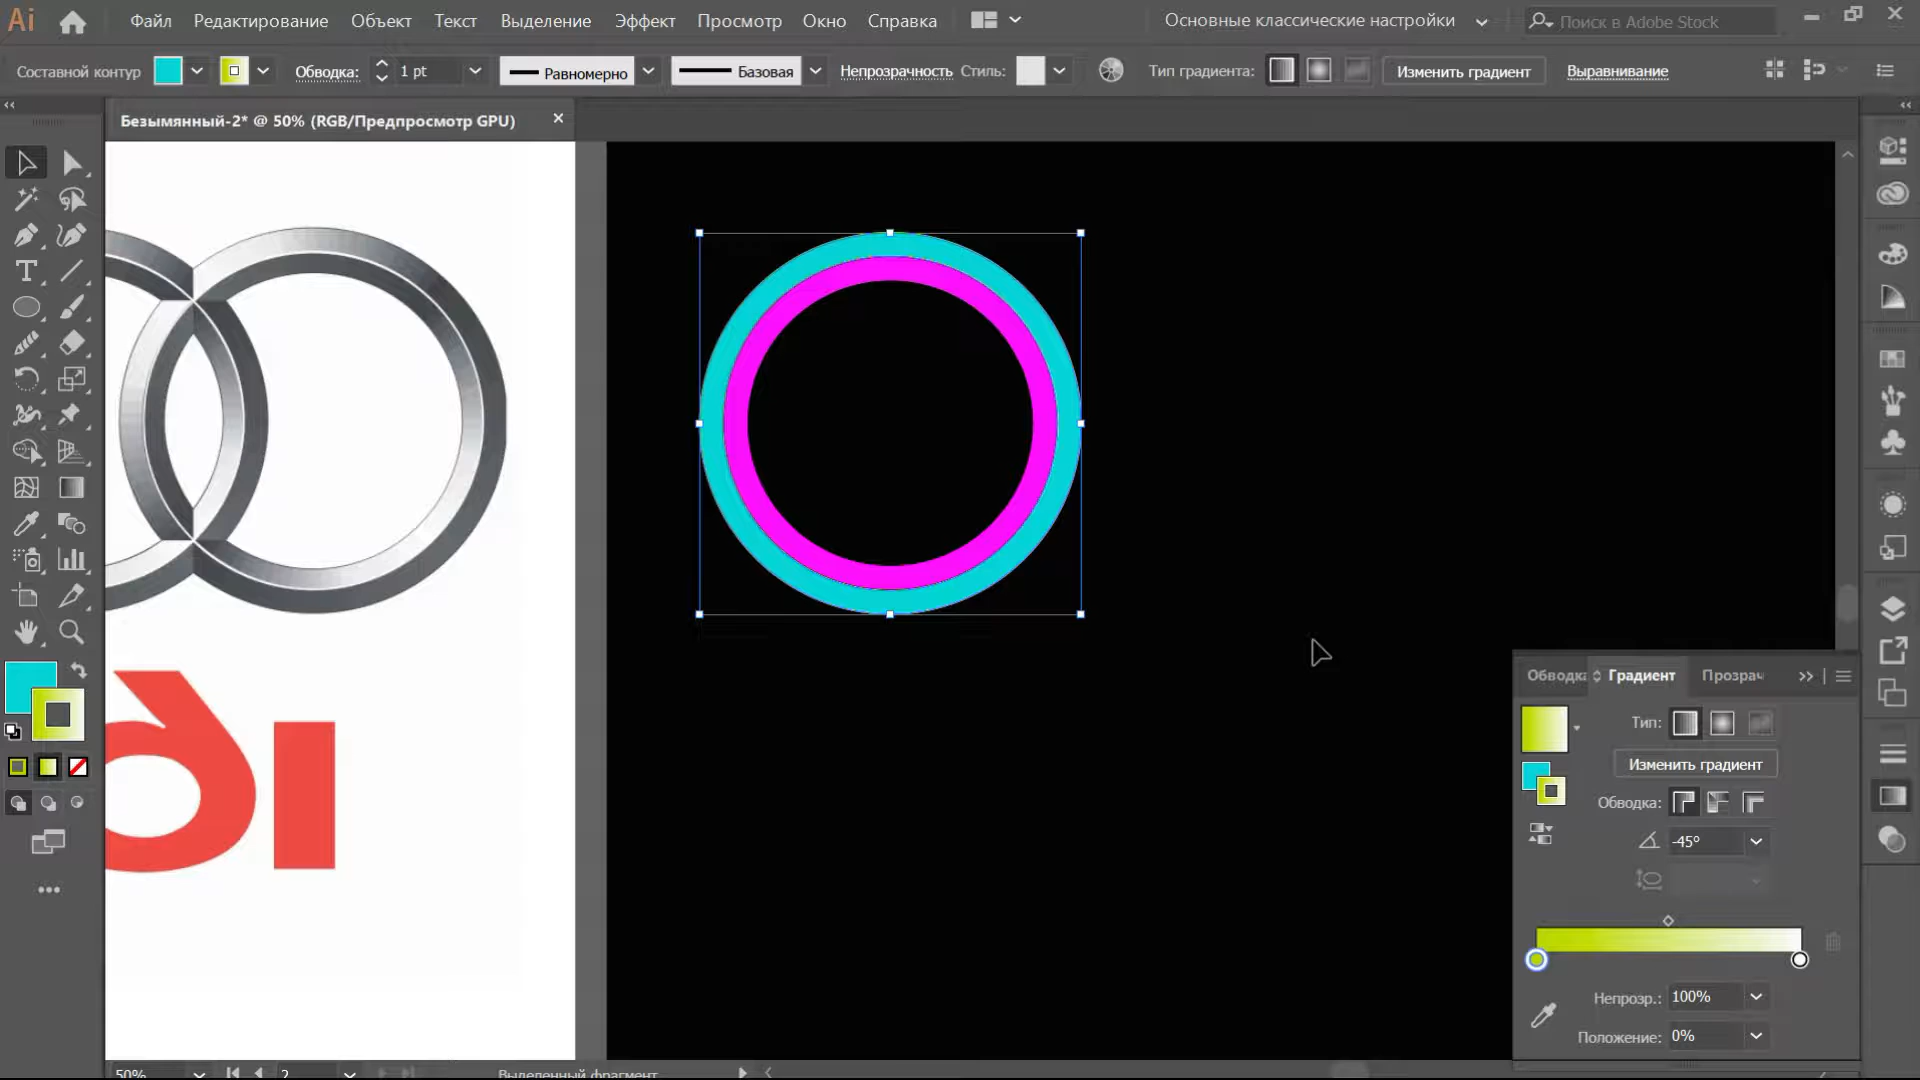 Ai Файл Редактирование Объект Текст Выделение Эффект Просмотр Окно Справка Основные классические настройки Поиск в Adobe Stock
Составной контур Обводка: 1 pt Равномерно Базовая Непрозрачность Стиль: Тип градиента: Изменить градиент Выравнивание
Безымянный-2* @ 50% (RGB/Предпросмотр GPU)
Обводка Градиент Прозрач
Тип:
Изменить градиент
Обводка:
-45°
Непрозр.: 100%
Положение: 0%
50% 2 Выделенный фрагмент